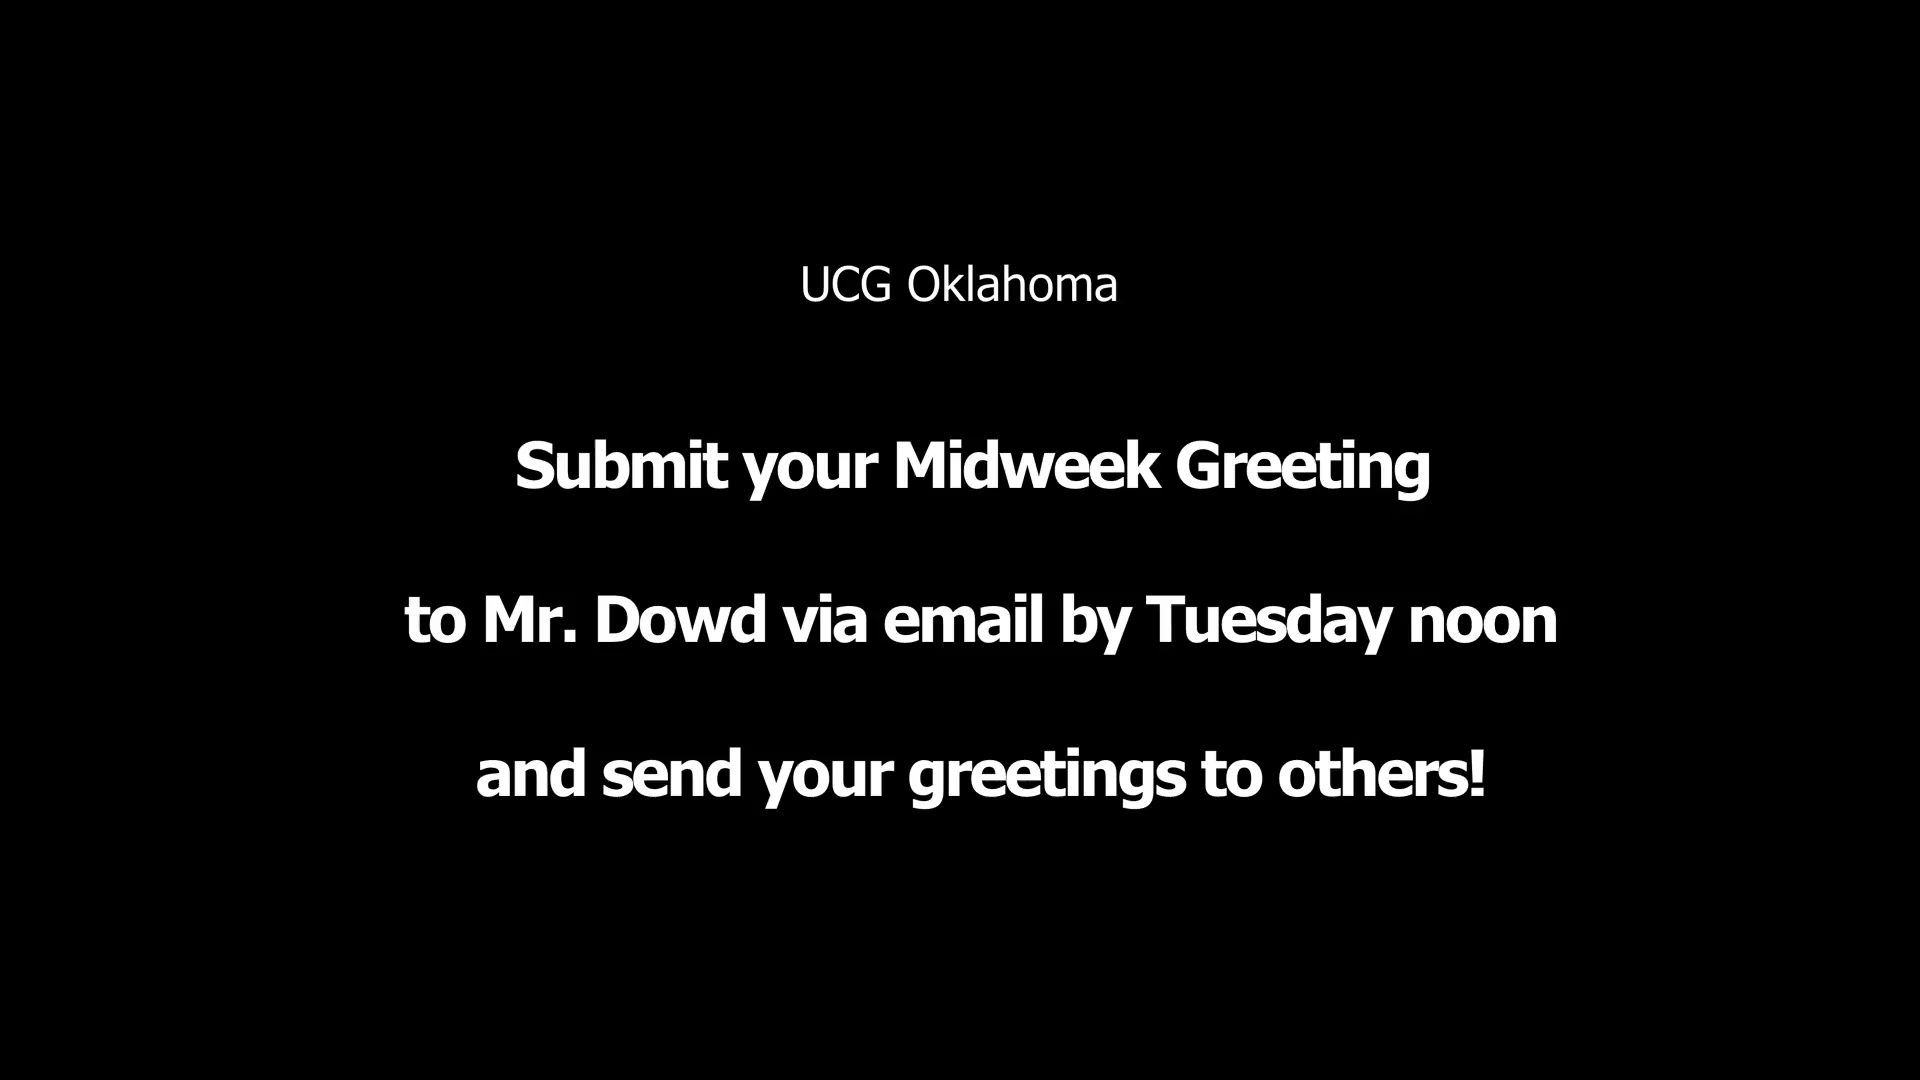 UCG Oklahoma
Submit your Midweek Greeting
to Mr. Dowd via email by Tuesday noon
and send your greetings to others!